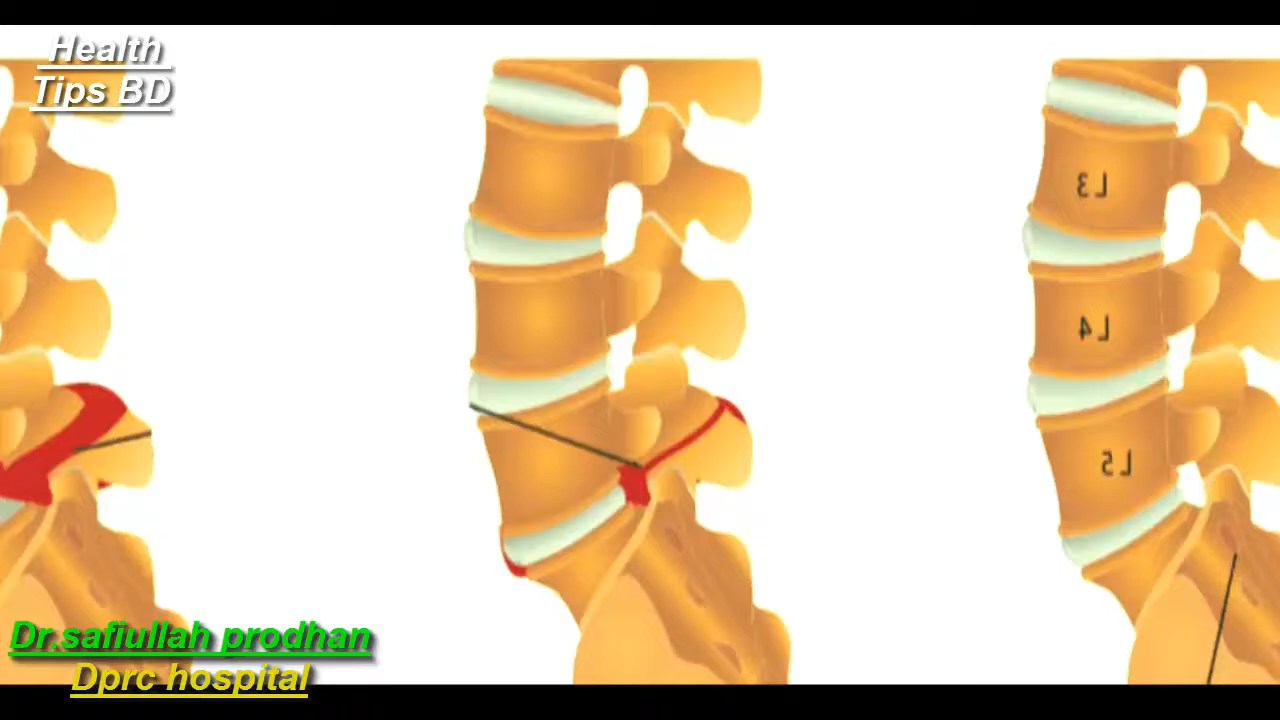 Health
Tips BD
L3
L4
L5
Dr.safiullah prodhan
Dprc hospital